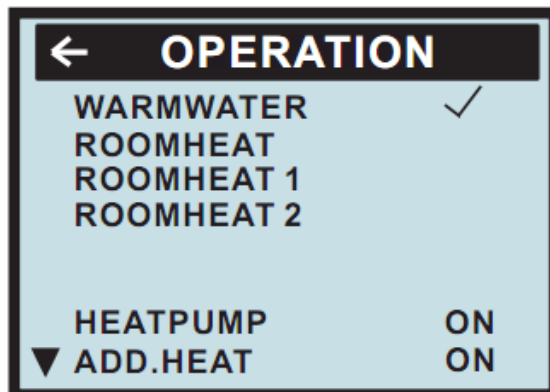 ← OPERATION
WARMWATER ✓
ROOMHEAT
ROOMHEAT 1
ROOMHEAT 2
HEATPUMP ON
▼ ADD.HEAT ON